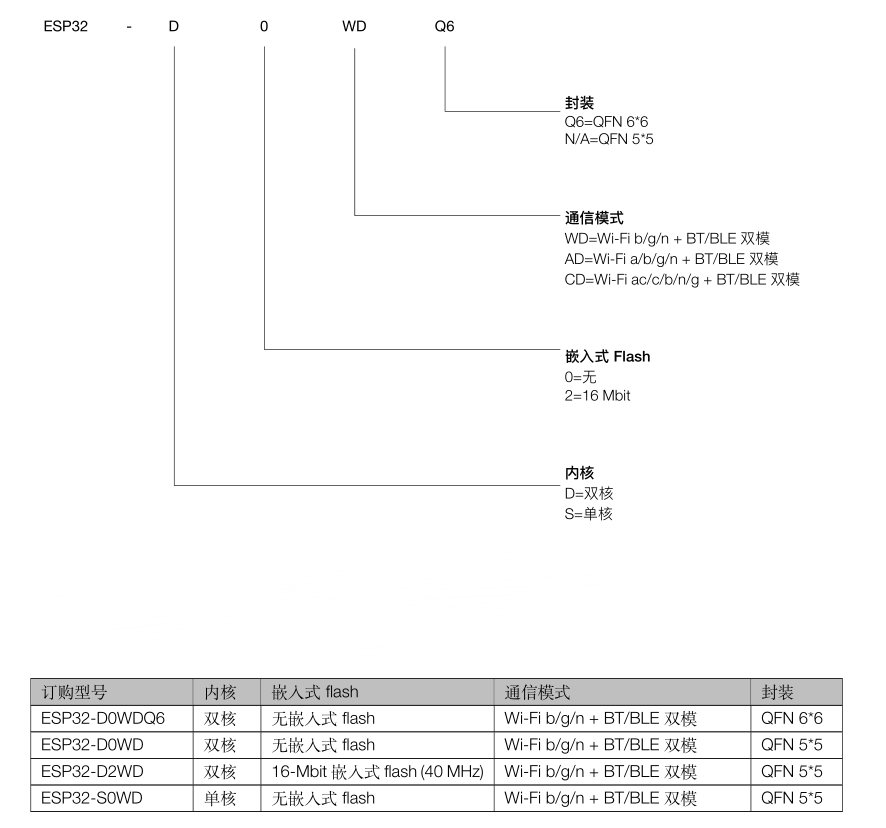 ESP32 - D 0 WD Q6
封装
Q6=QFN 6*6
N/A=QFN 5*5
通信模式
WD=Wi-Fi b/g/n + BT/BLE 双模
AD=Wi-Fi a/b/g/n + BT/BLE 双模
CD=Wi-Fi ac/c/b/n/g + BT/BLE 双模
嵌入式 Flash
0=无
2=16 Mbit
内核
D=双核
S=单核
订购型号 内核 嵌入式 flash 通信模式 封装
ESP32-D0WDQ6 双核 无嵌入式 flash Wi-Fi b/g/n + BT/BLE 双模 QFN 6*6
ESP32-D0WD 双核 无嵌入式 flash Wi-Fi b/g/n + BT/BLE 双模 QFN 5*5
ESP32-D2WD 双核 16-Mbit 嵌入式 flash (40 MHz) Wi-Fi b/g/n + BT/BLE 双模 QFN 5*5
ESP32-S0WD 单核 无嵌入式 flash Wi-Fi b/g/n + BT/BLE 双模 QFN 5*5